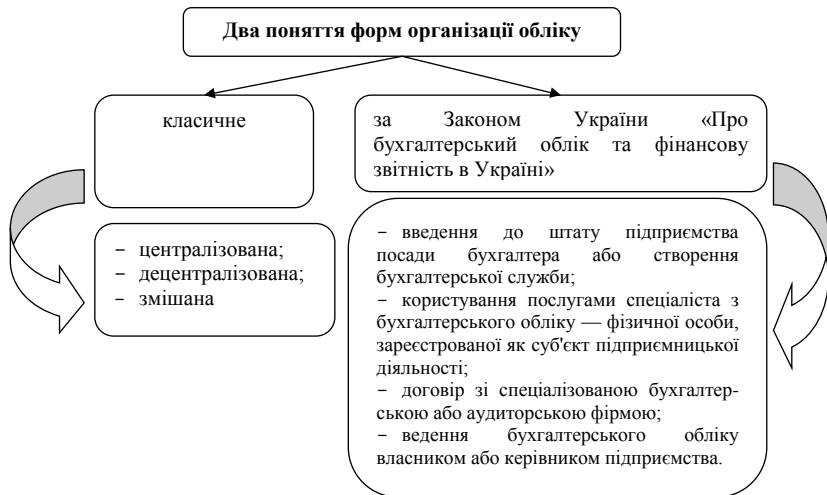 Два поняття форм організації обліку
класичне
за Законом України «Про
бухгалтерський облік та фінансову
звітність в Україні»
− централізована;
− децентралізована;
− змішана
− введення до штату підприємства
посади бухгалтера або створення
бухгалтерської служби;
− користування послугами спеціаліста з
бухгалтерського обліку — фізичної особи,
зареєстрованої як суб'єкт підприємницької
діяльності;
− договір зі спеціалізованою бухгалтер-
ською або аудиторською фірмою;
− ведення бухгалтерського обліку
власником або керівником підприємства.